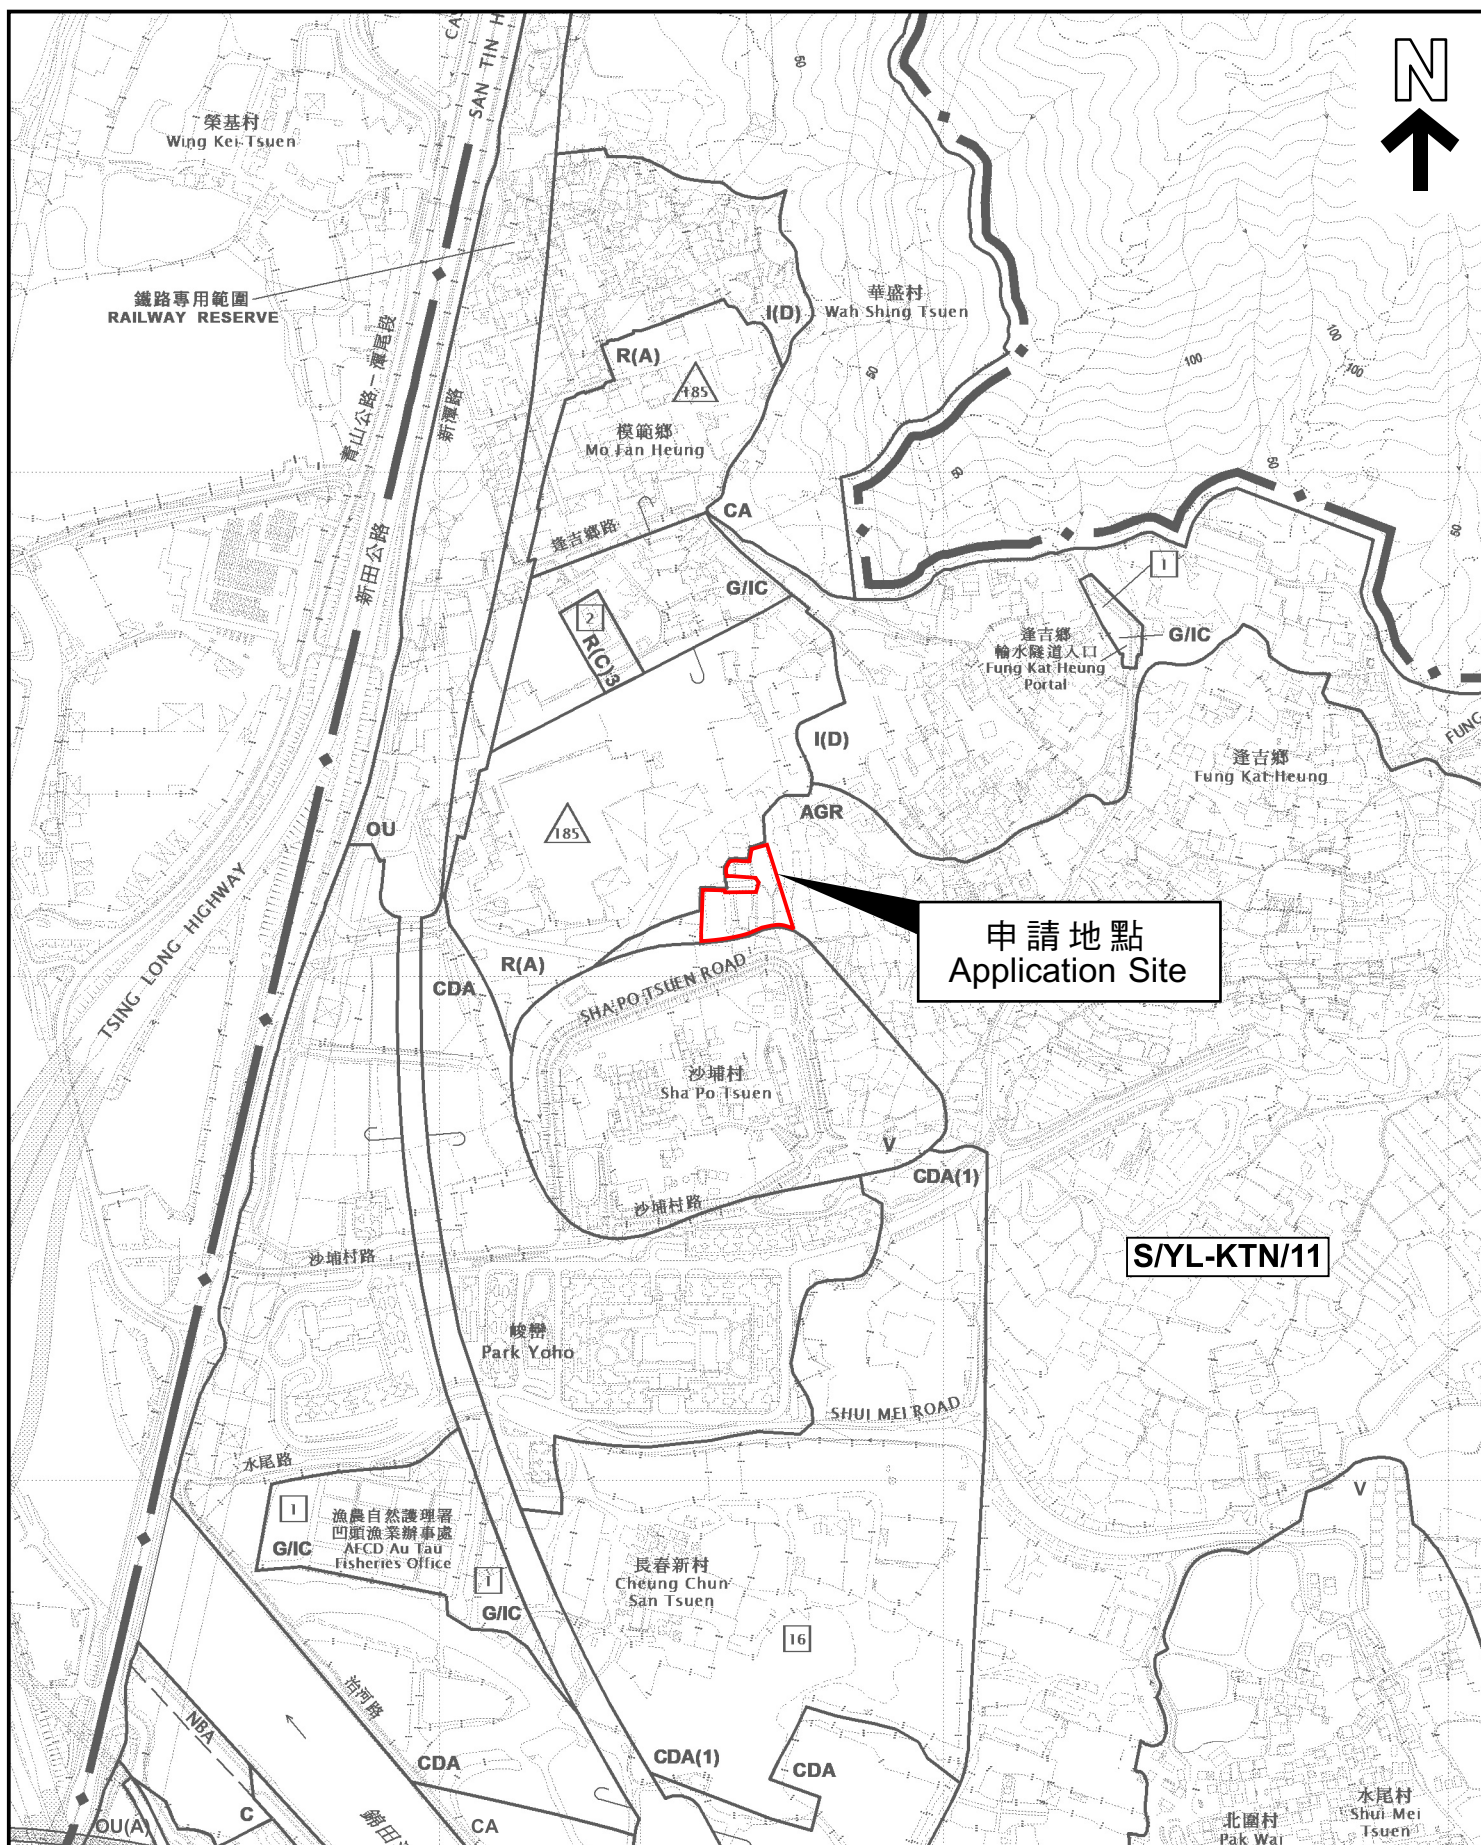 N
SAN TIN H
榮基村
Wing Kei Tsuen
50
鐵路專用範圍
RAILWAY RESERVE
華盛村
Wah Shing Tsuen
I(D)
R(A)
185
100
100
100
50
青山公路－潭尾段
新潭路
模範鄉
Mo Fan Heung
50
50
50
CA
逢吉鄉路
新田公路
G/IC
1
2
R(C)3
逢吉鄉
輸水隧道入口
Fung Kat Heung
Portal
G/IC
I(D)
FUNG
逢吉鄉
Fung Kat Heung
OU
185
AGR
TSING LONG HIGHWAY
申請地點
Application Site
R(A)
CDA
SHA PO TSUEN ROAD
沙埔村
Sha Po Tsuen
V
CDA(1)
沙埔村路
沙埔村路
S/YL-KTN/11
峻巒
Park Yoho
SHUI MEI ROAD
水尾路
V
1
漁農自然護理署
凹頭漁業辦事處
AFCD Au Tau
Fisheries Office
G/IC
1
G/IC
長春新村
Cheung Chun
San Tsuen
16
治河路
NBA
CDA
CDA(1)
CDA
C
OU(A)
CA
錦田
水尾村
Shui Mei
Tsuen
北圍村
Pak Wai